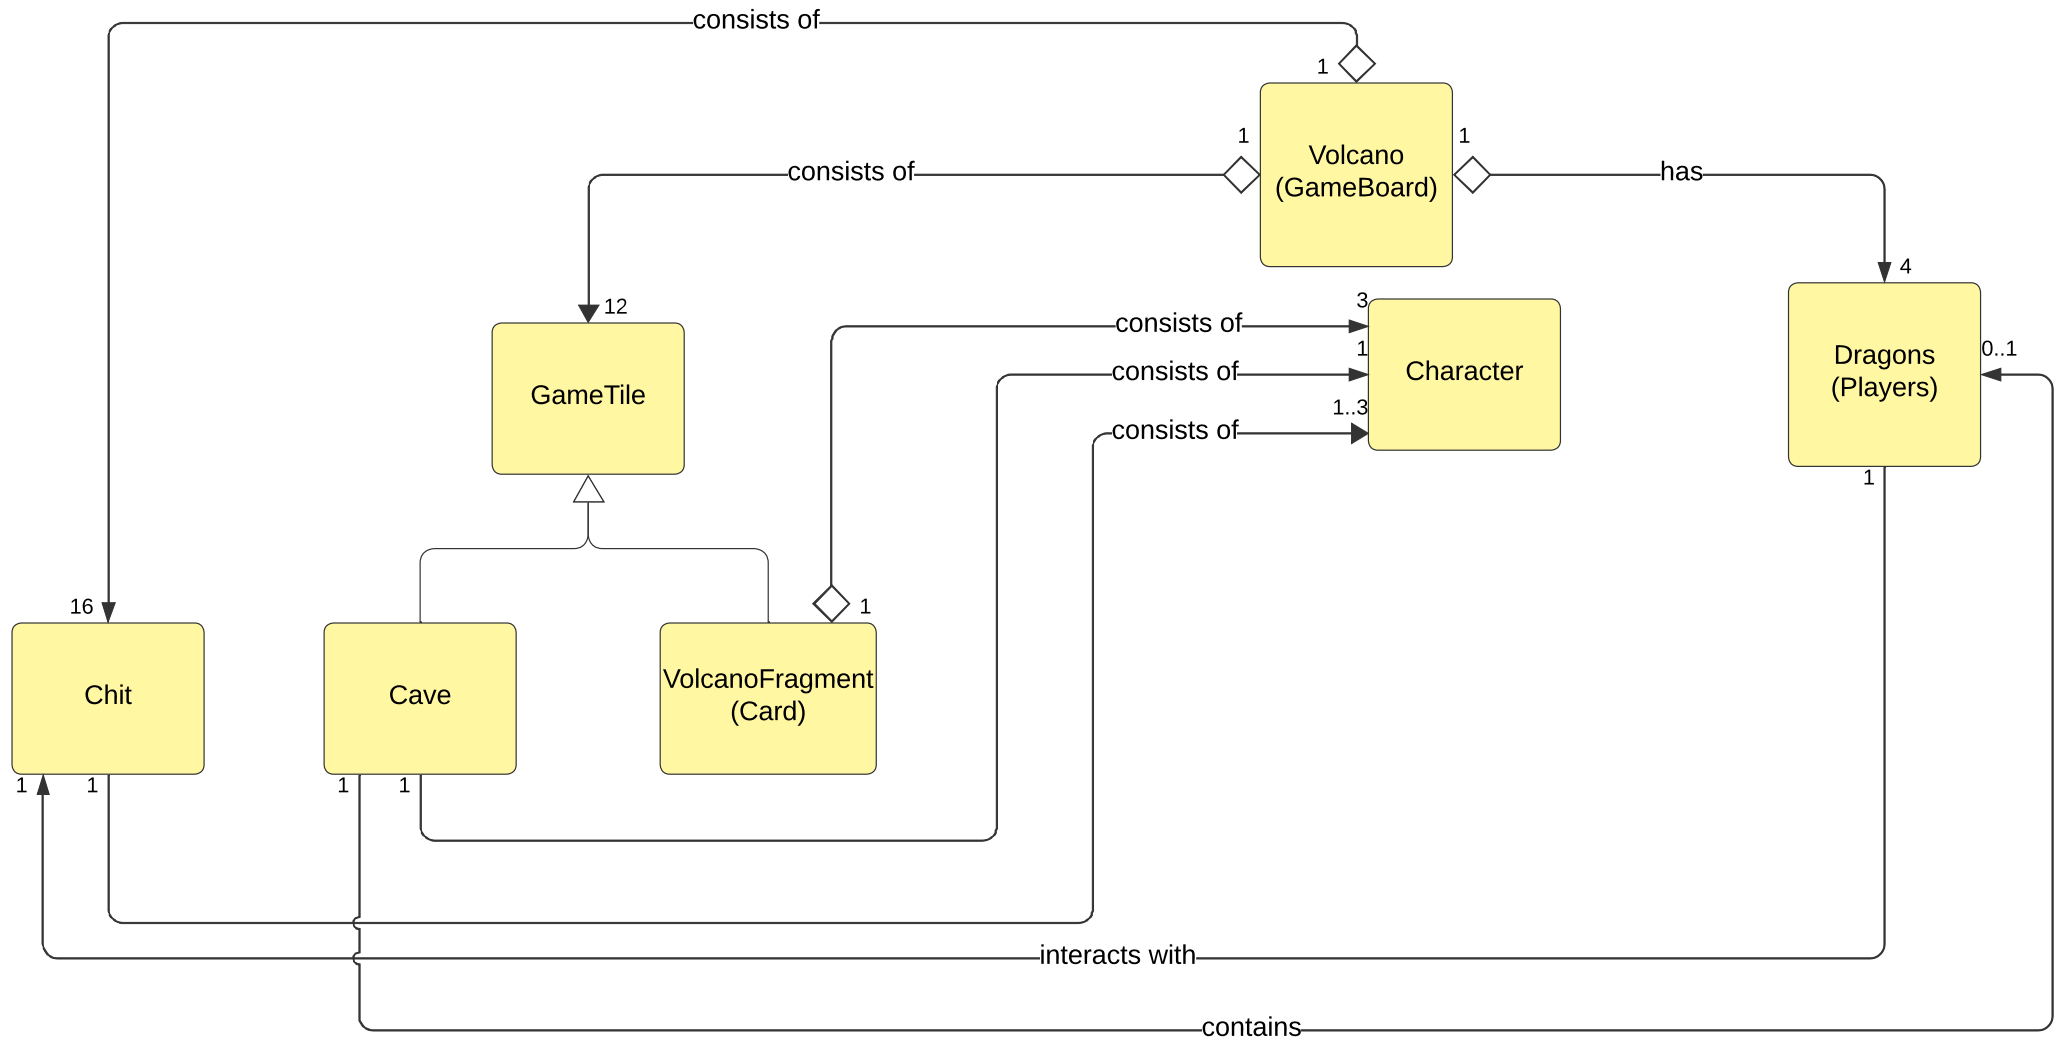 consists of
1
1
1
consists of
Volcano
(GameBoard)
has
4
12
3
consists of
1
consists of
Character
0..1
Dragons
(Players)
GameTile
1..3
consists of
1
16
1
Chit
Cave
VolcanoFragment
(Card)
1
1
1
1
interacts with
contains